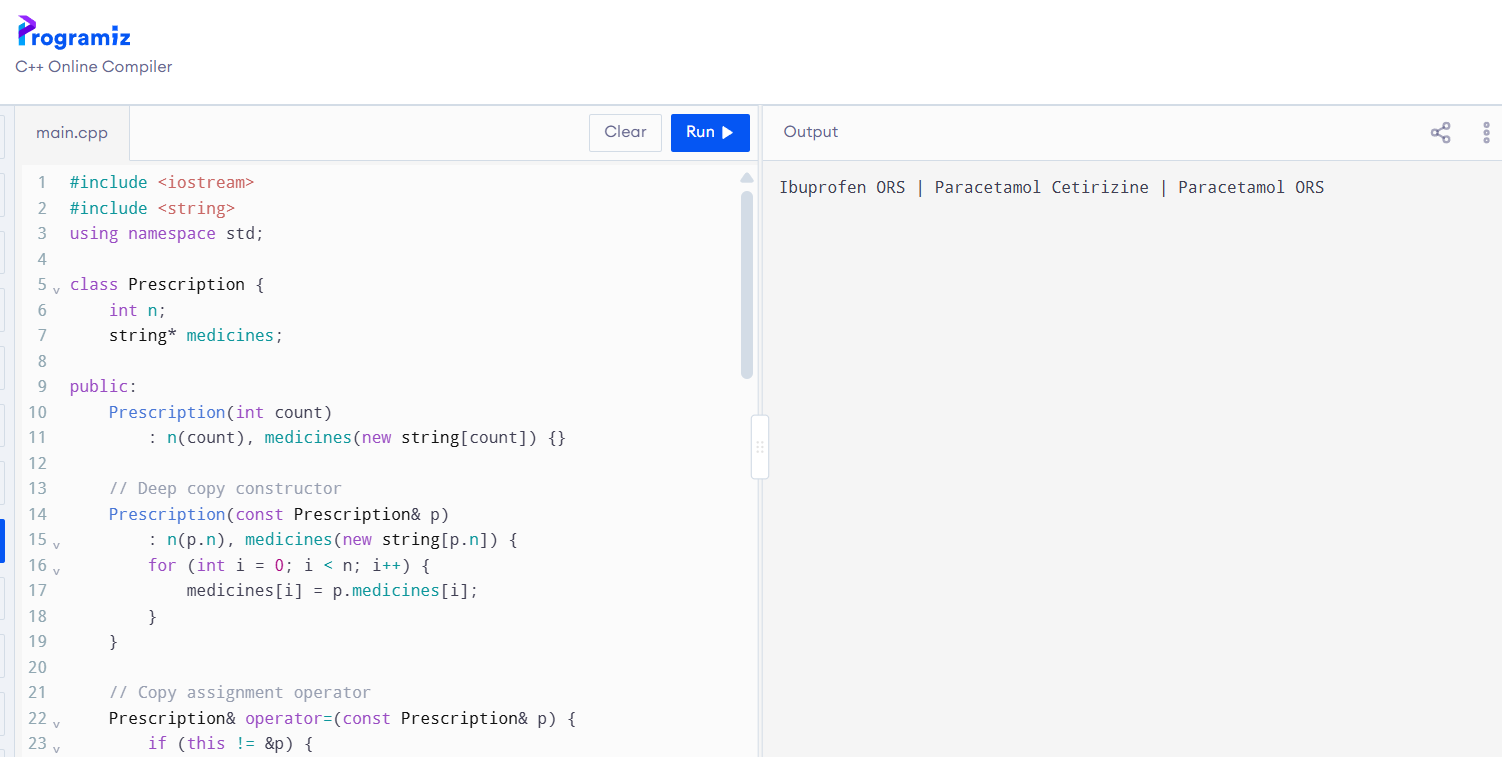 Programiz
C++ Online Compiler
main.cpp
Clear
Run
Output
1 #include <iostream>
2 #include <string>
3 using namespace std;
4
5 class Prescription {
6     int n;
7     string* medicines;
8
9 public:
10     Prescription(int count)
11         : n(count), medicines(new string[count]) {}
12
13     // Deep copy constructor
14     Prescription(const Prescription& p)
15         : n(p.n), medicines(new string[p.n]) {
16         for (int i = 0; i < n; i++) {
17             medicines[i] = p.medicines[i];
18         }
19     }
20
21     // Copy assignment operator
22     Prescription& operator=(const Prescription& p) {
23         if (this != &p) {
Ibuprofen ORS | Paracetamol Cetirizine | Paracetamol ORS